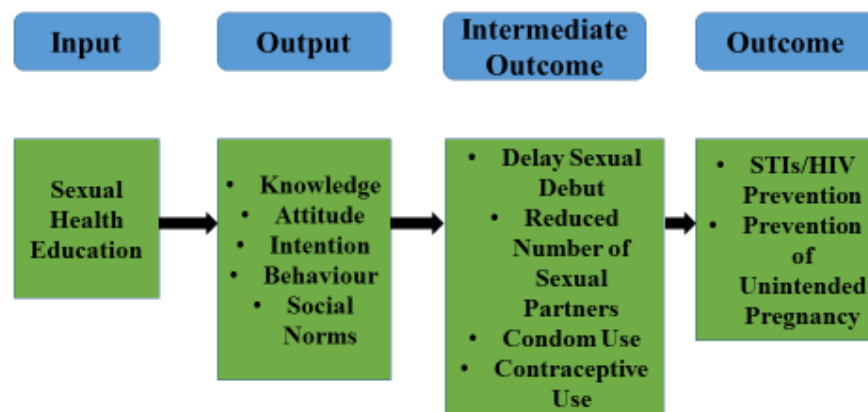 Input
Output
Intermediate
Outcome
Outcome
Sexual
Health
Education
• Knowledge
• Attitude
• Intention
• Behaviour
• Social
Norms
• Delay Sexual
Debut
• Reduced
Number of
Sexual
Partners
• Condom Use
• Contraceptive
Use
• STIs/HIV
Prevention
• Prevention
of
Unintended
Pregnancy